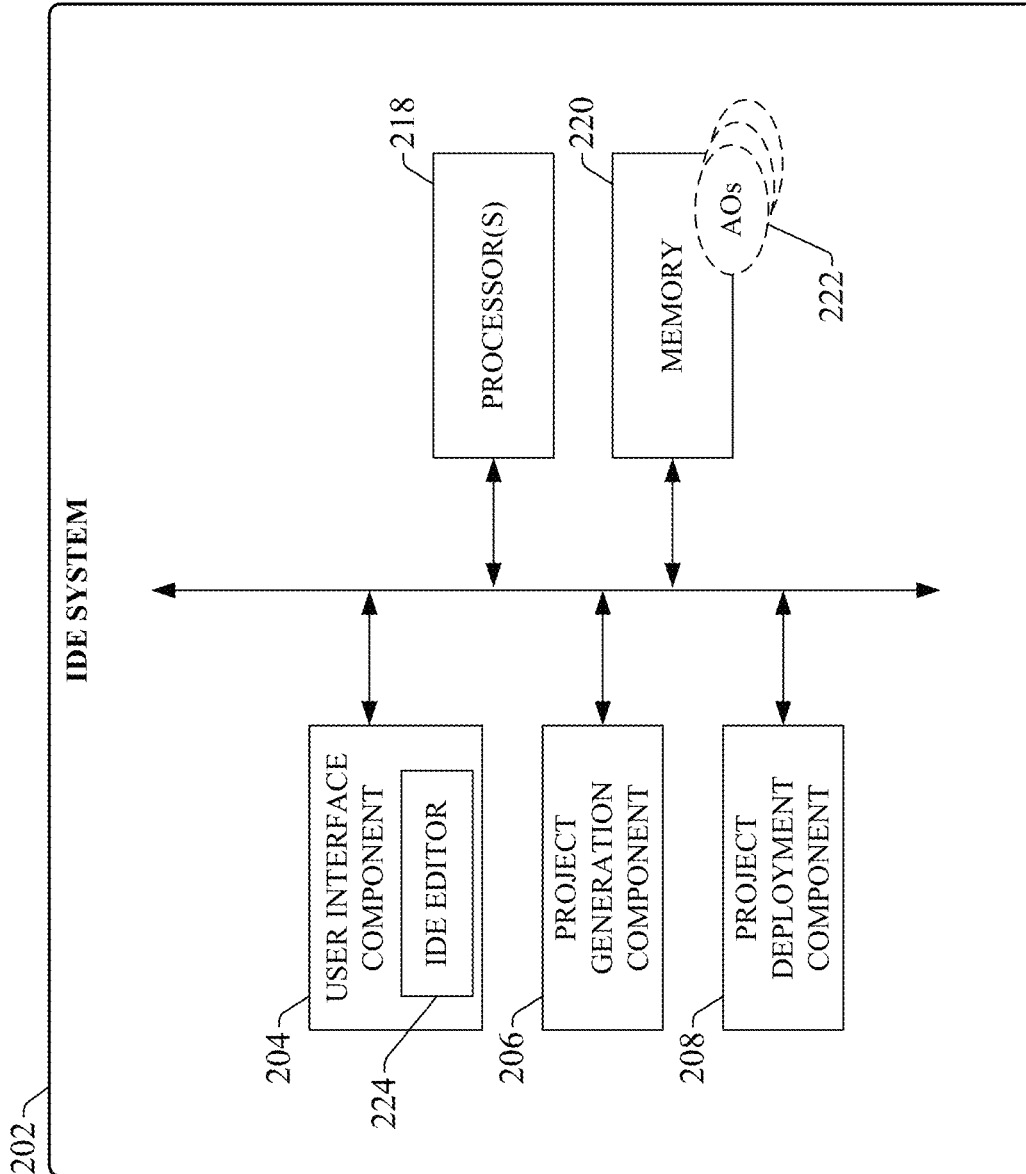 202
IDE SYSTEM
204
USER INTERFACE
COMPONENT
224
IDE EDITOR
206
PROJECT
GENERATION
COMPONENT
208
PROJECT
DEPLOYMENT
COMPONENT
218
PROCESSOR(S)
220
MEMORY
AOs
222